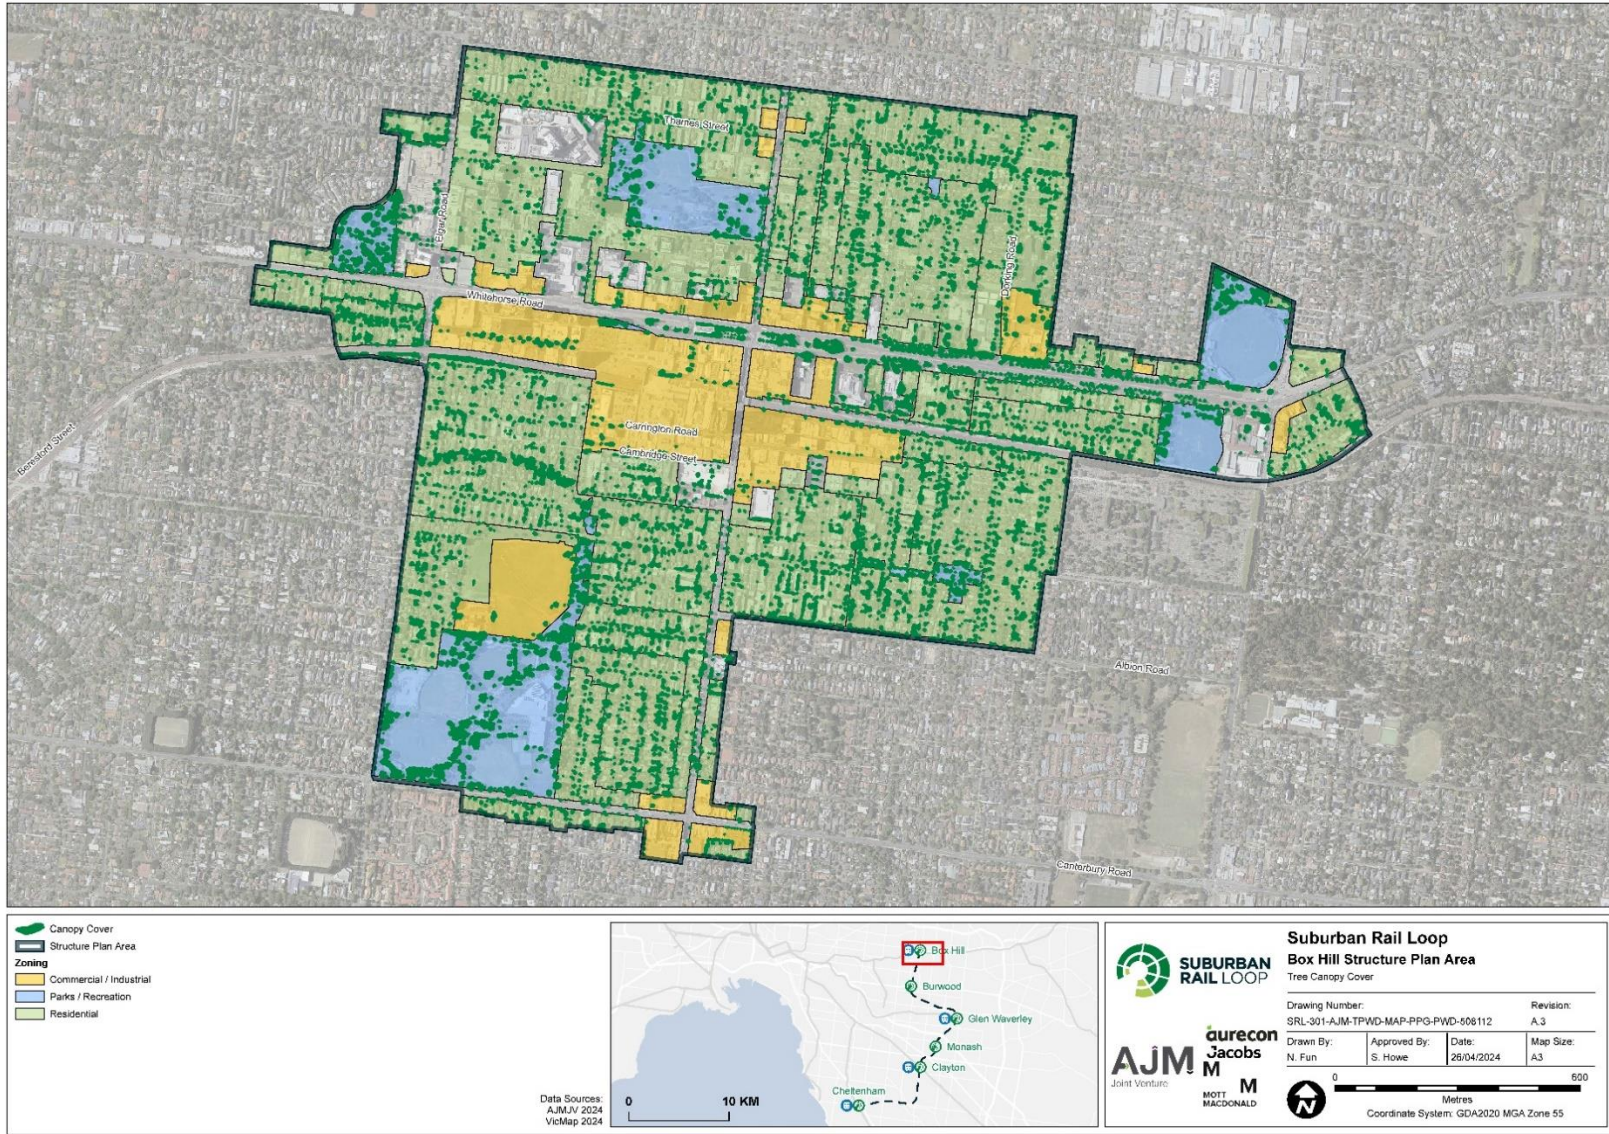 Thames Street
Elgar Road
Dorking Road
Whitehorse Road
Carrington Road
Cambridge Street
Beresford Street
Albion Road
Canterbury Road
Canopy Cover
Structure Plan Area
Zoning
Commercial / Industrial
Parks / Recreation
Residential
Data Sources:
AJMJV 2024
VicMap 2024
Box Hill
Burwood
Glen Waverley
Monash
Clayton
Cheltenham
0 10 KM
SUBURBAN
RAIL LOOP
AJM
Joint Venture
aurecon
Jacobs
M
M
MOTT
MACDONALD
Suburban Rail Loop
Box Hill Structure Plan Area
Tree Canopy Cover
Drawing Number: Revision:
SRL-301-AJM-TPWD-MAP-PPG-PWD-508112 A.3
Drawn By: Approved By: Date: Map Size:
N. Fun S. Howe 26/04/2024 A3
0 600
N
Metres
Coordinate System: GDA2020 MGA Zone 55